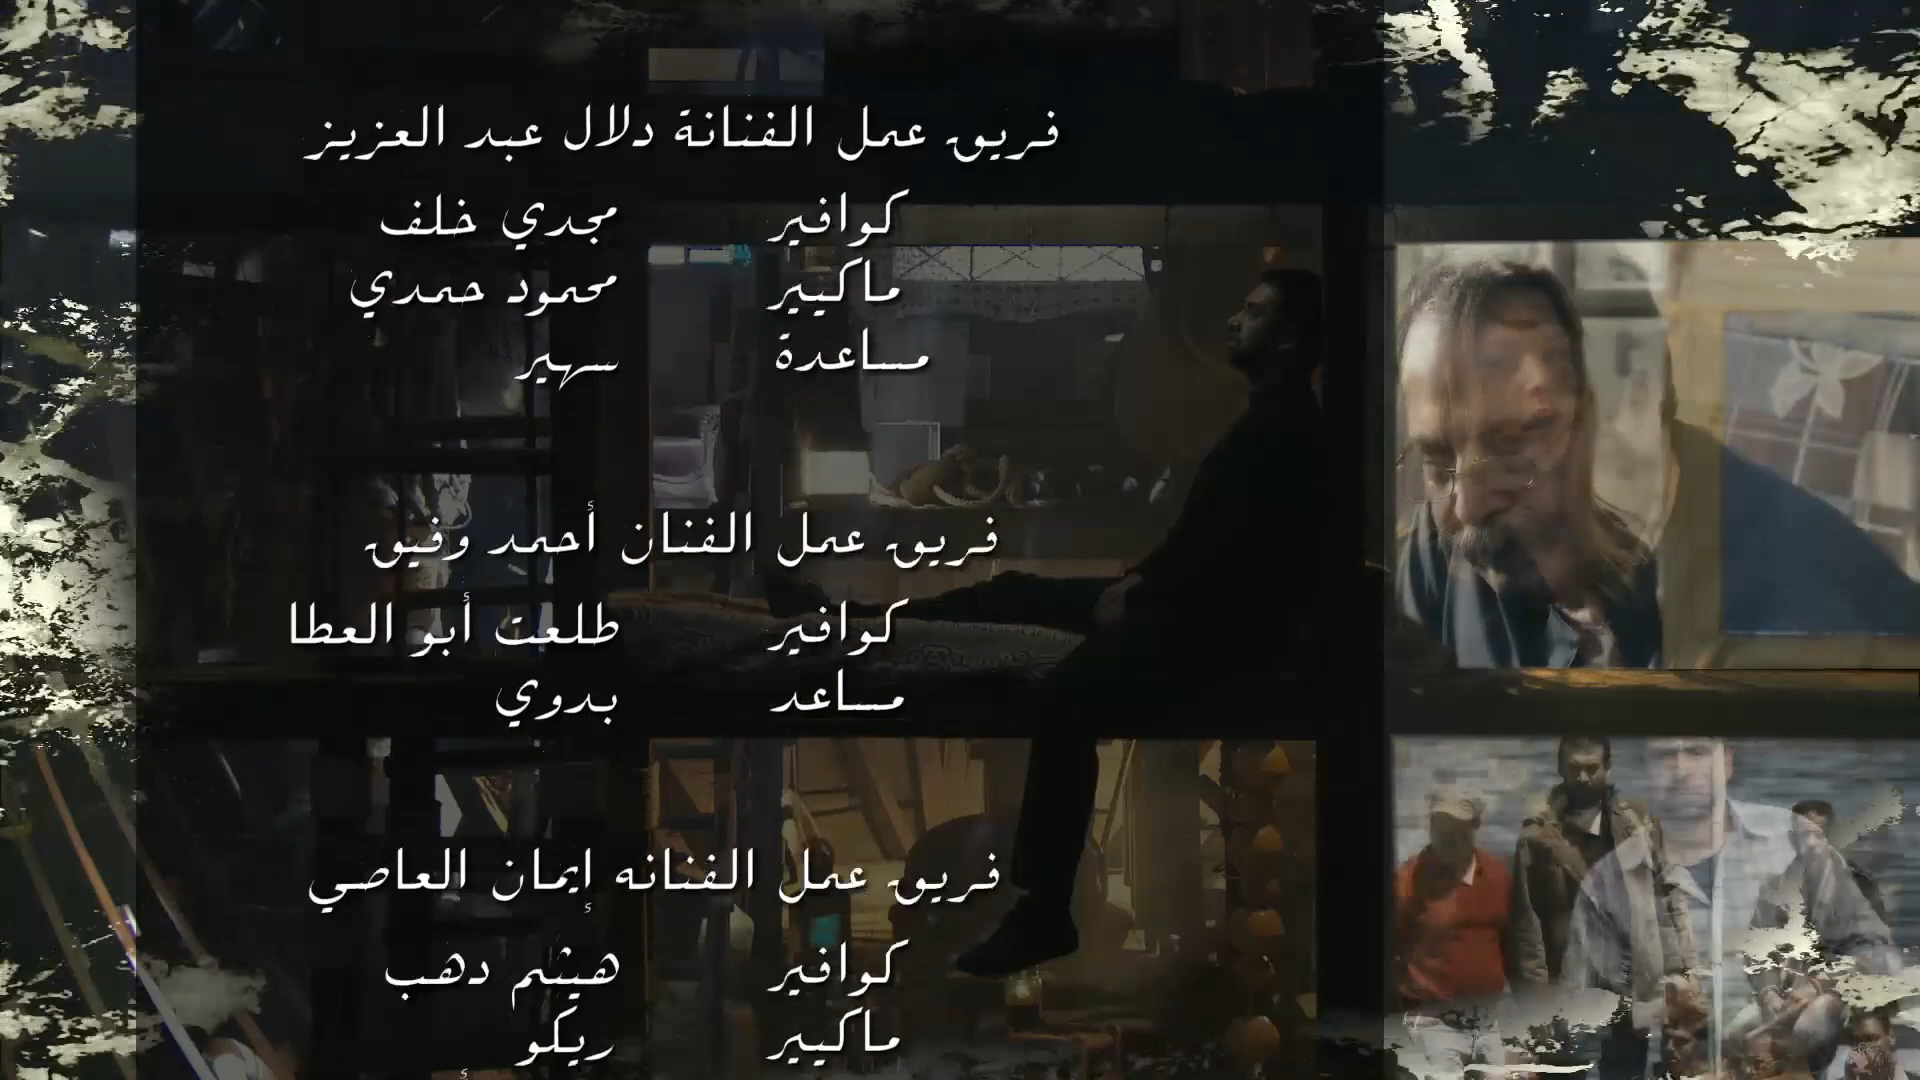 فريق عمل الفنانة دلال عبد العزيز
كوافير مجدي خلف
ماكيير محمود حمدي
مساعدة سهير
فريق عمل الفنان أحمد وفيق
كوافير طلعت أبو العطا
مساعد بدوي
فريق عمل الفنانه إيمان العاصي
كوافير هيثم دهب
ماكيير ريكو